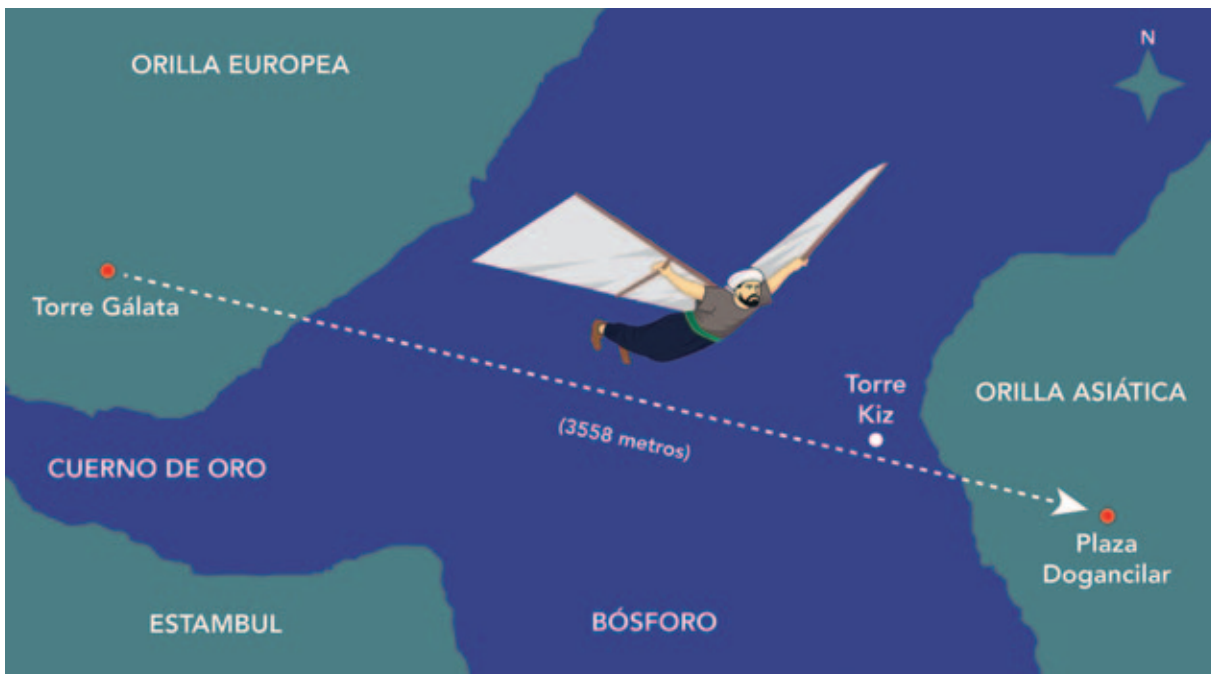 N
ORILLA EUROPEA
Torre Gálata
Torre
Kiz
ORILLA ASIÁTICA
(3558 metros)
CUERNO DE ORO
Plaza
Dogancilar
ESTAMBUL
BÓSFORO